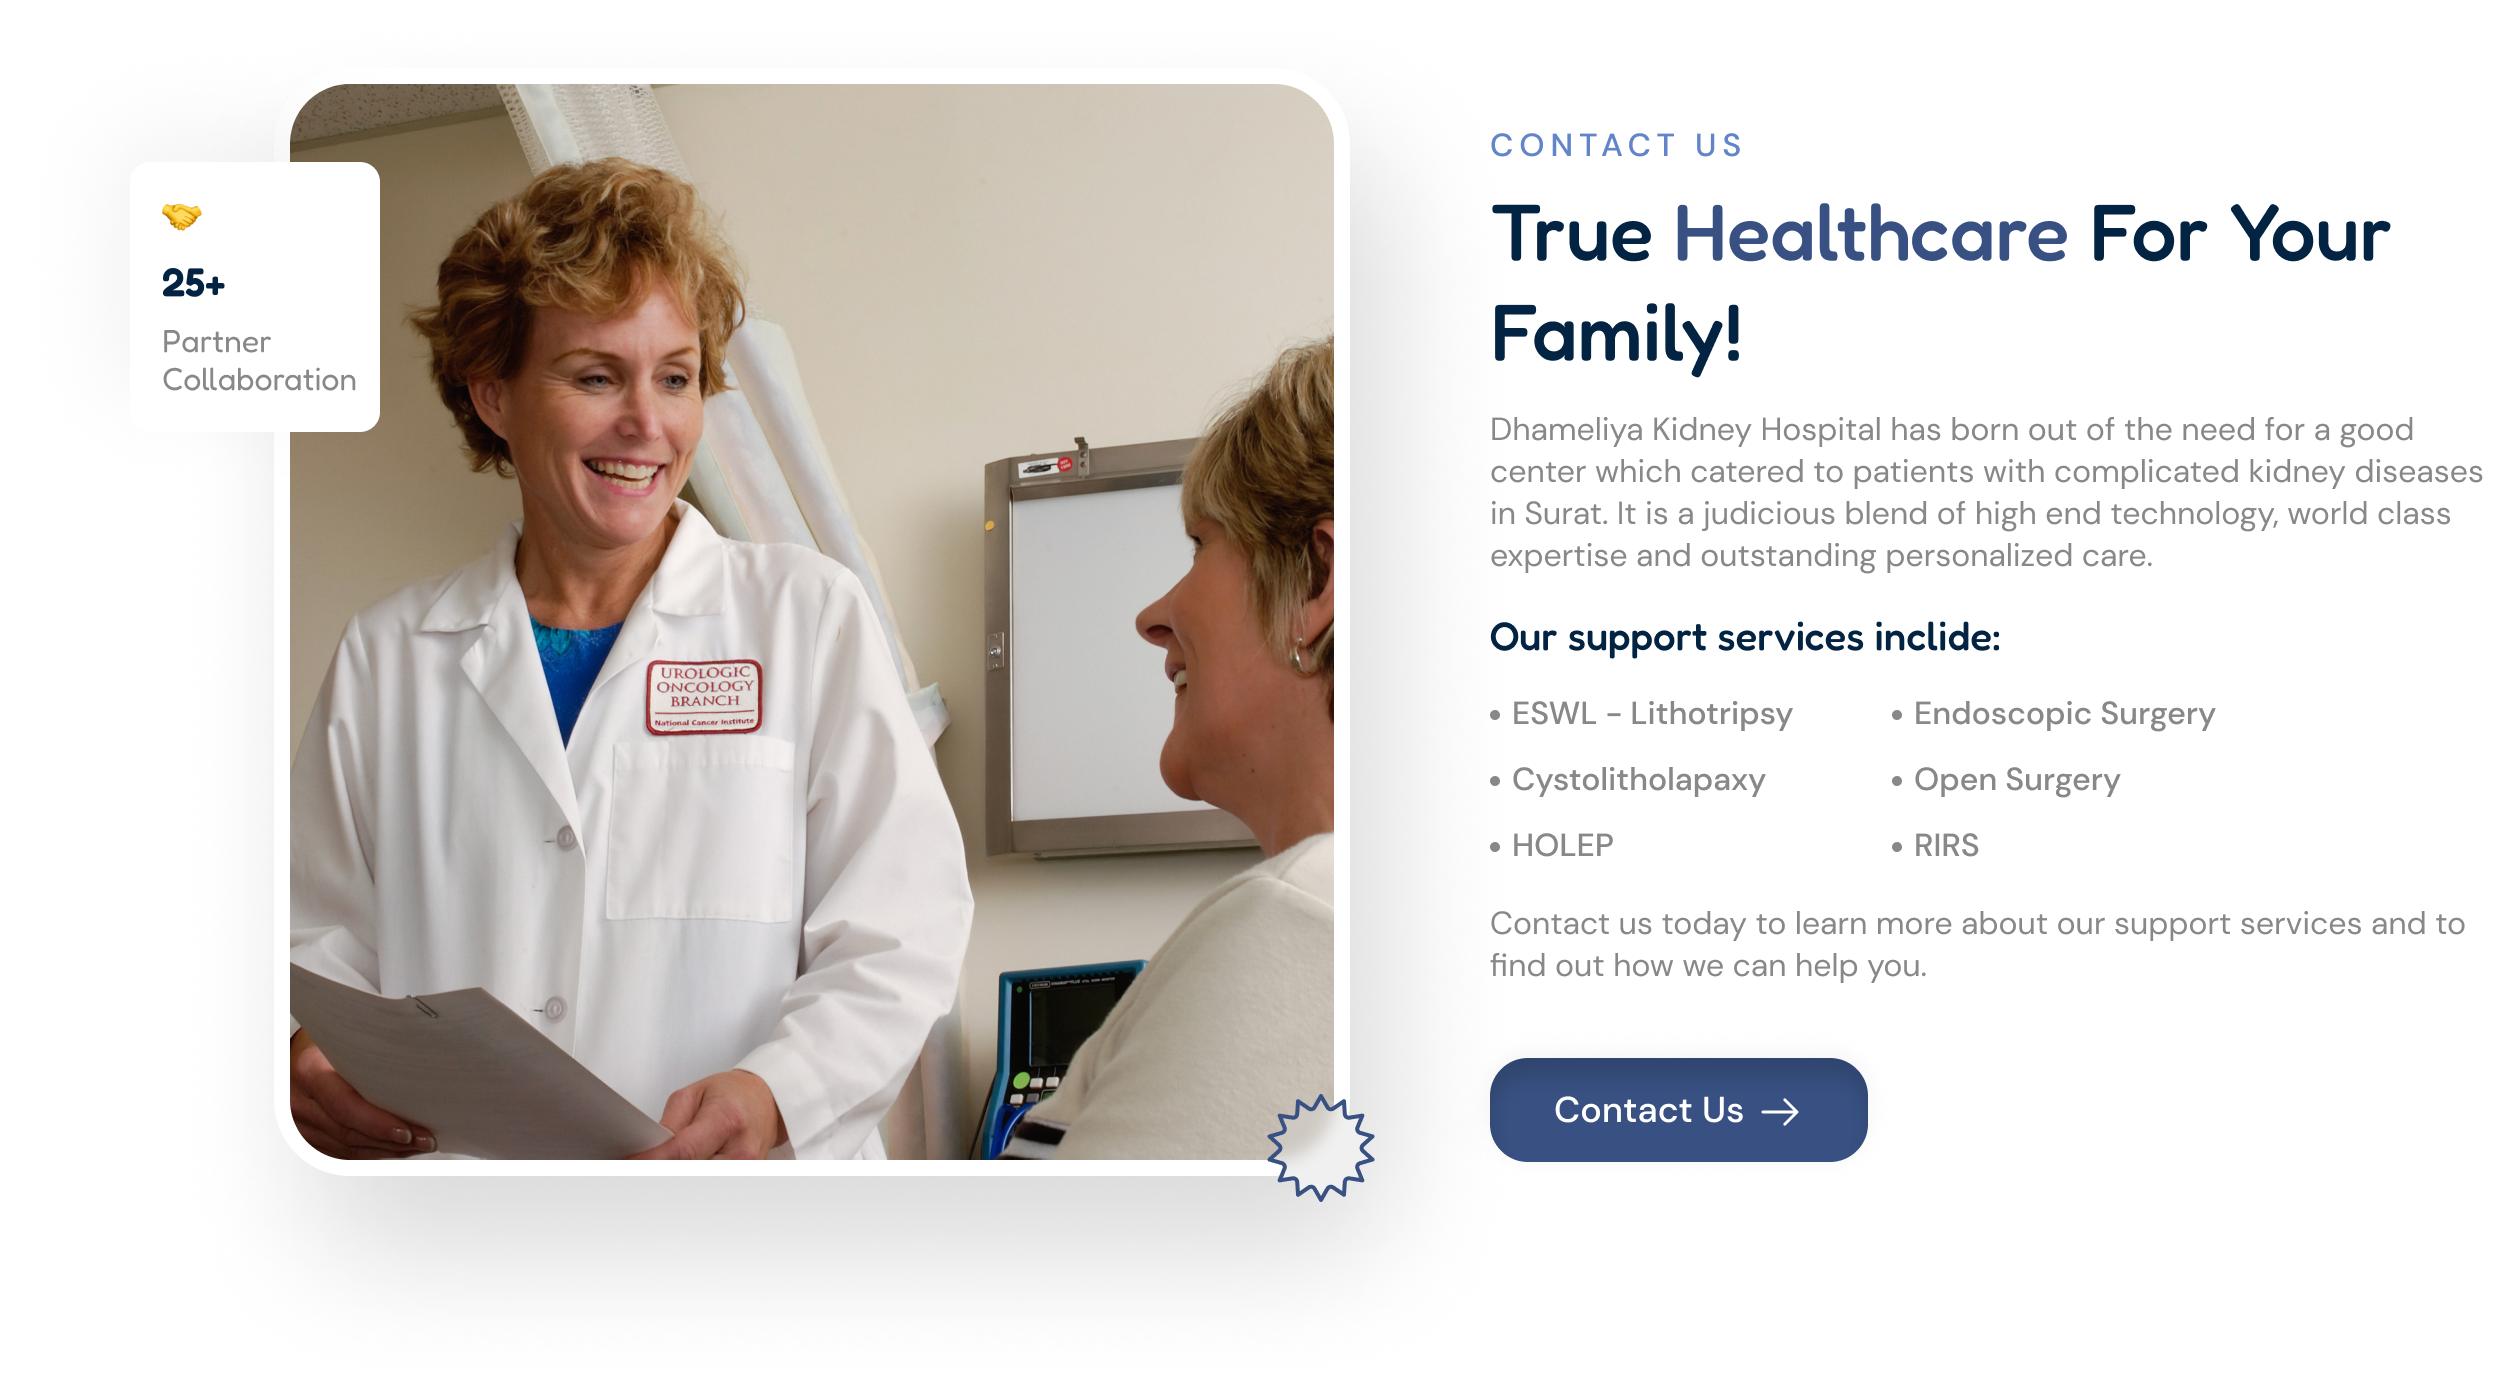 🤝
25+
Partner
Collaboration
UROLOGIC
ONCOLOGY
BRANCH
National Cancer Institute
CONTACT US
True Healthcare For Your
Family!
Dhameliya Kidney Hospital has born out of the need for a good
center which catered to patients with complicated kidney diseases
in Surat. It is a judicious blend of high end technology, world class
expertise and outstanding personalized care.
Our support services inclide:
• ESWL - Lithotripsy
• Endoscopic Surgery
• Cystolitholapaxy
• Open Surgery
• HOLEP
• RIRS
Contact us today to learn more about our support services and to
find out how we can help you.
Contact Us →